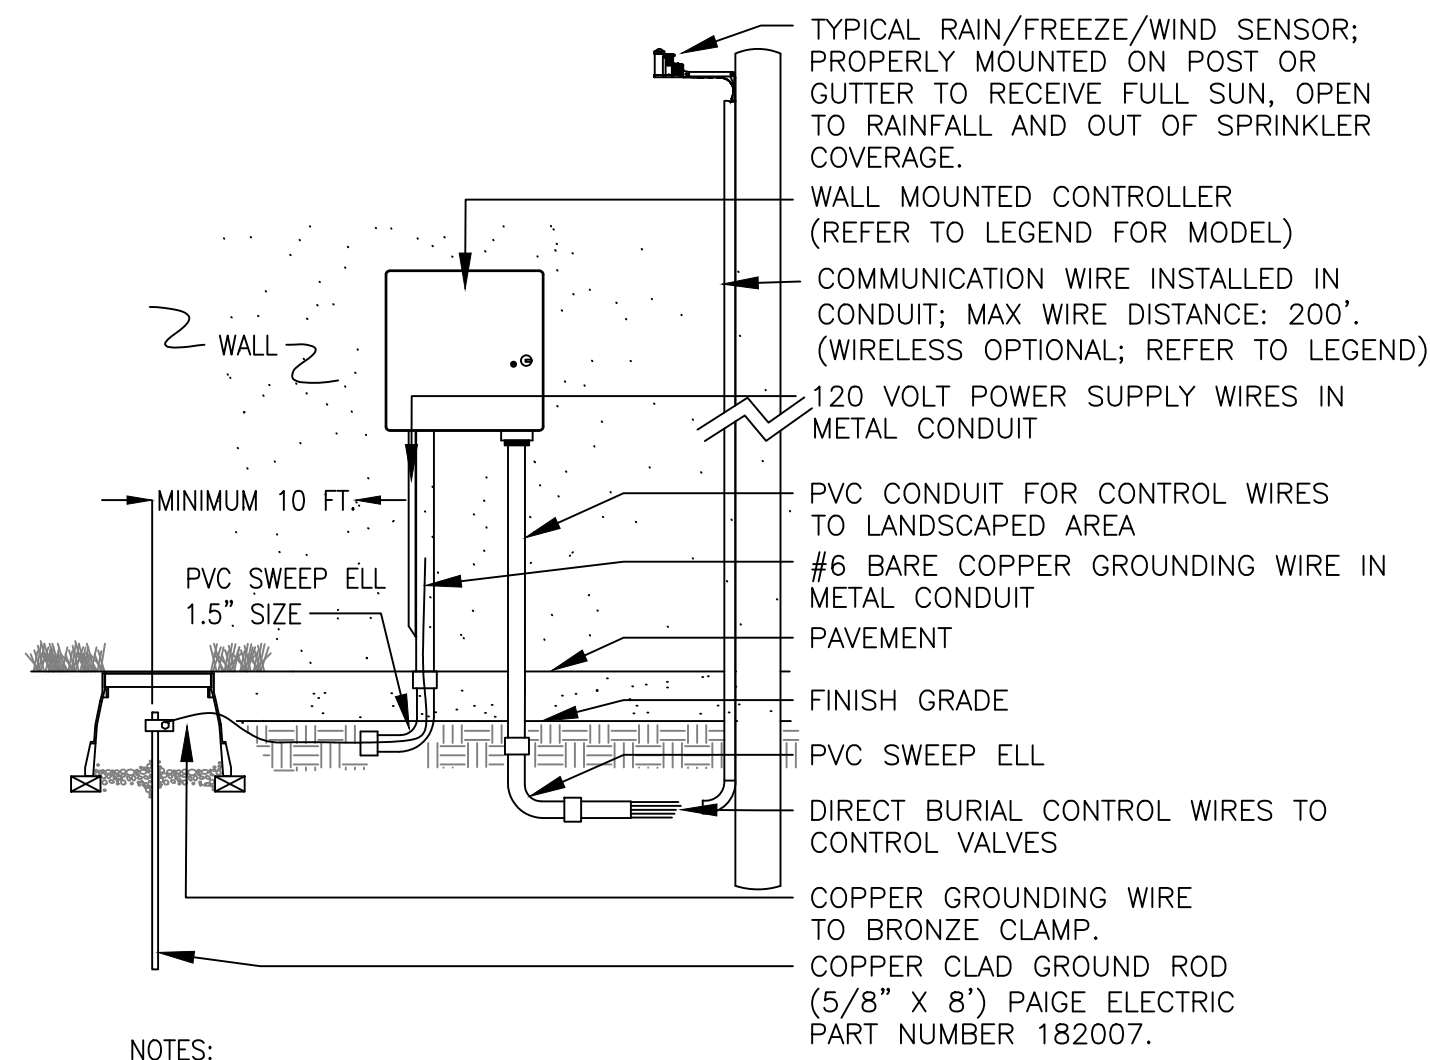 TYPICAL RAIN/FREEZE/WIND SENSOR;
PROPERLY MOUNTED ON POST OR
GUTTER TO RECEIVE FULL SUN, OPEN
TO RAINFALL AND OUT OF SPRINKLER
COVERAGE.
WALL MOUNTED CONTROLLER
(REFER TO LEGEND FOR MODEL)
COMMUNICATION WIRE INSTALLED IN
CONDUIT; MAX WIRE DISTANCE: 200'.
(WIRELESS OPTIONAL; REFER TO LEGEND)
WALL
120 VOLT POWER SUPPLY WIRES IN
METAL CONDUIT
MINIMUM 10 FT.
PVC CONDUIT FOR CONTROL WIRES
TO LANDSCAPED AREA
#6 BARE COPPER GROUNDING WIRE IN
METAL CONDUIT
PVC SWEEP ELL
1.5" SIZE
PAVEMENT
FINISH GRADE
PVC SWEEP ELL
DIRECT BURIAL CONTROL WIRES TO
CONTROL VALVES
COPPER GROUNDING WIRE
TO BRONZE CLAMP.
COPPER CLAD GROUND ROD
(5/8" X 8') PAIGE ELECTRIC
PART NUMBER 182007.
NOTES: